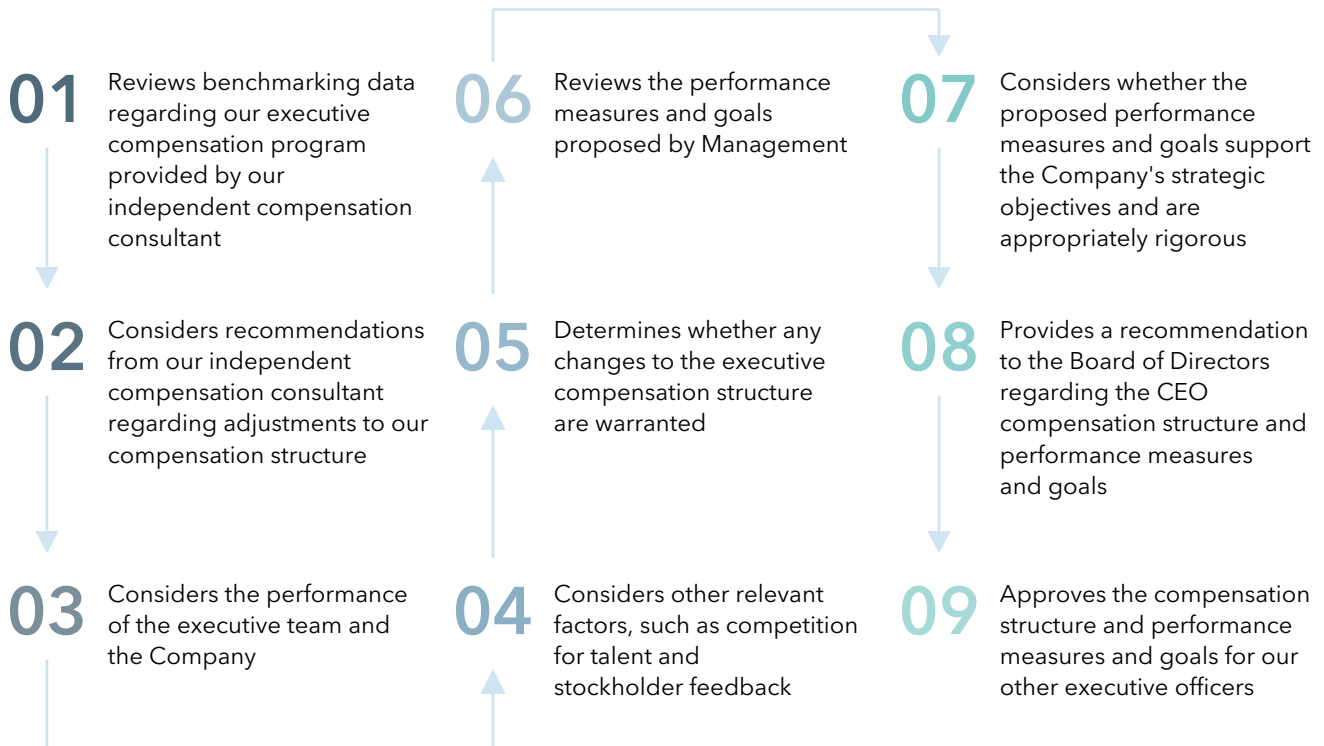 01
Reviews benchmarking data
regarding our executive
compensation program
provided by our
independent compensation
consultant
02
Considers recommendations
from our independent
compensation consultant
regarding adjustments to our
compensation structure
03
Considers the performance
of the executive team and
the Company
04
Considers other relevant
factors, such as competition
for talent and
stockholder feedback
05
Determines whether any
changes to the executive
compensation structure
are warranted
06
Reviews the performance
measures and goals
proposed by Management
07
Considers whether the
proposed performance
measures and goals support
the Company's strategic
objectives and are
appropriately rigorous
08
Provides a recommendation
to the Board of Directors
regarding the CEO
compensation structure and
performance measures
and goals
09
Approves the compensation
structure and performance
measures and goals for our
other executive officers